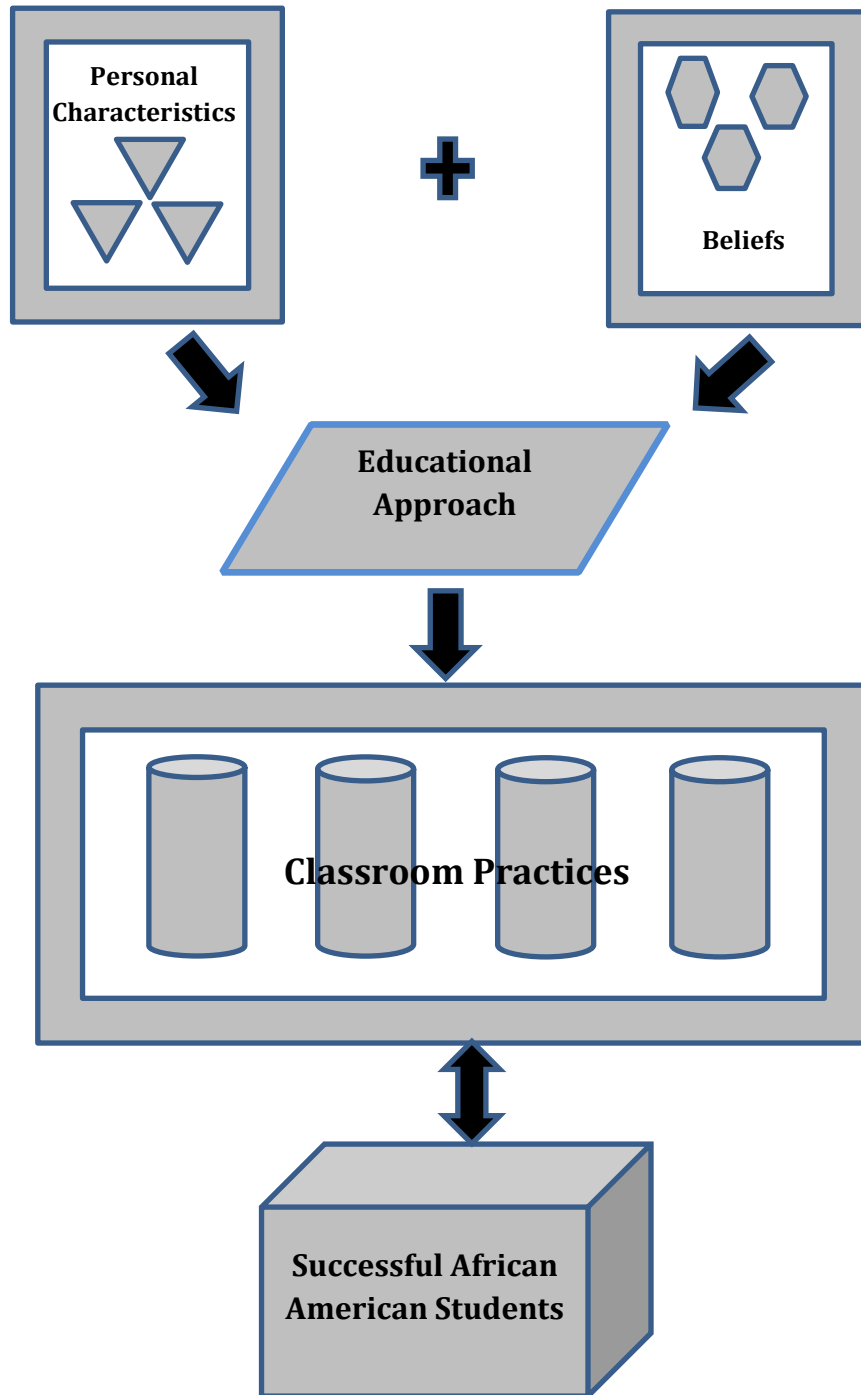 Personal
Characteristics
Beliefs
Educational
Approach
Classroom Practices
Successful African
American Students